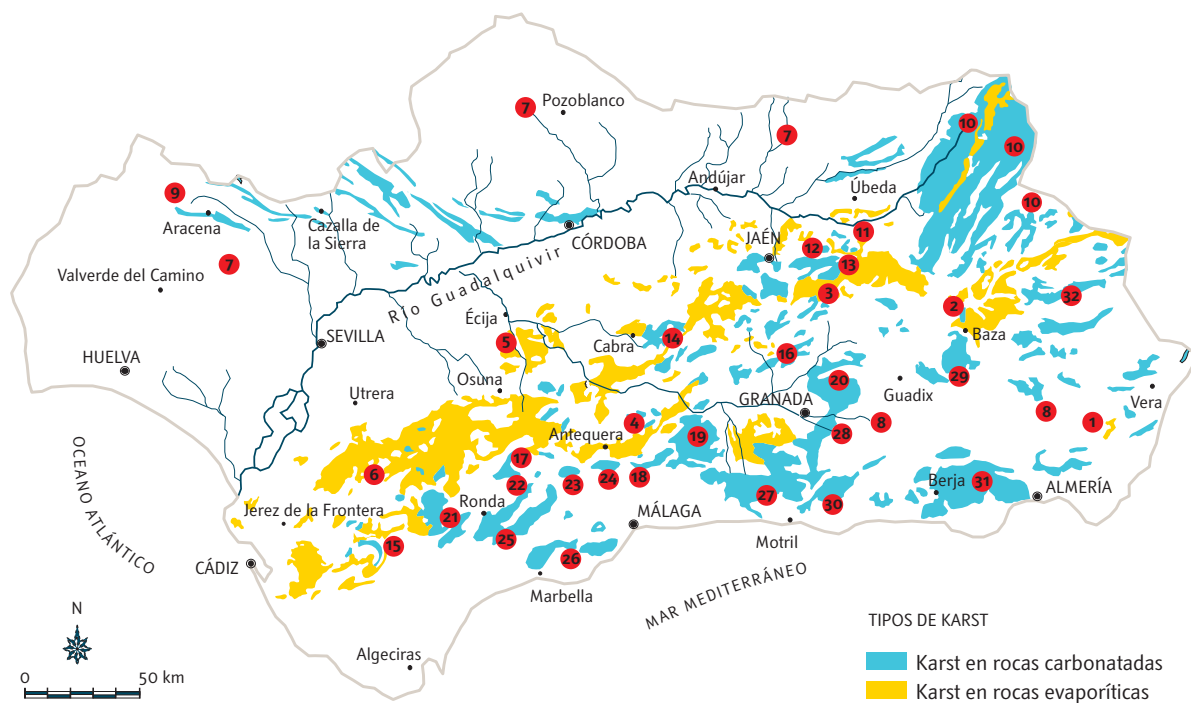 7
Pozoblanco
7
10
10
Andújar
Úbeda
9
Aracena
Cazalla de
la Sierra
10
CÓRDOBA
JAÉN
12
11
13
7
Valverde del Camino
Río Guadalquivir
3
2
32
Écija
SEVILLA
5
Cabra
14
Baza
HUELVA
16
20
29
Osuna
Guadix
Utrera
GRANADA
Vera
8
1
4
8
28
19
Antequera
OCEANO ATLÁNTICO
17
6
22
23
24
18
27
30
31
Berja
ALMERÍA
Jerez de la Frontera
Ronda
21
MÁLAGA
15
25
Motril
26
CÁDIZ
Marbella
MAR MEDITERRÁNEO
N
Algeciras
0
50 km
TIPOS DE KARST
Karst en rocas carbonatadas
Karst en rocas evaporíticas